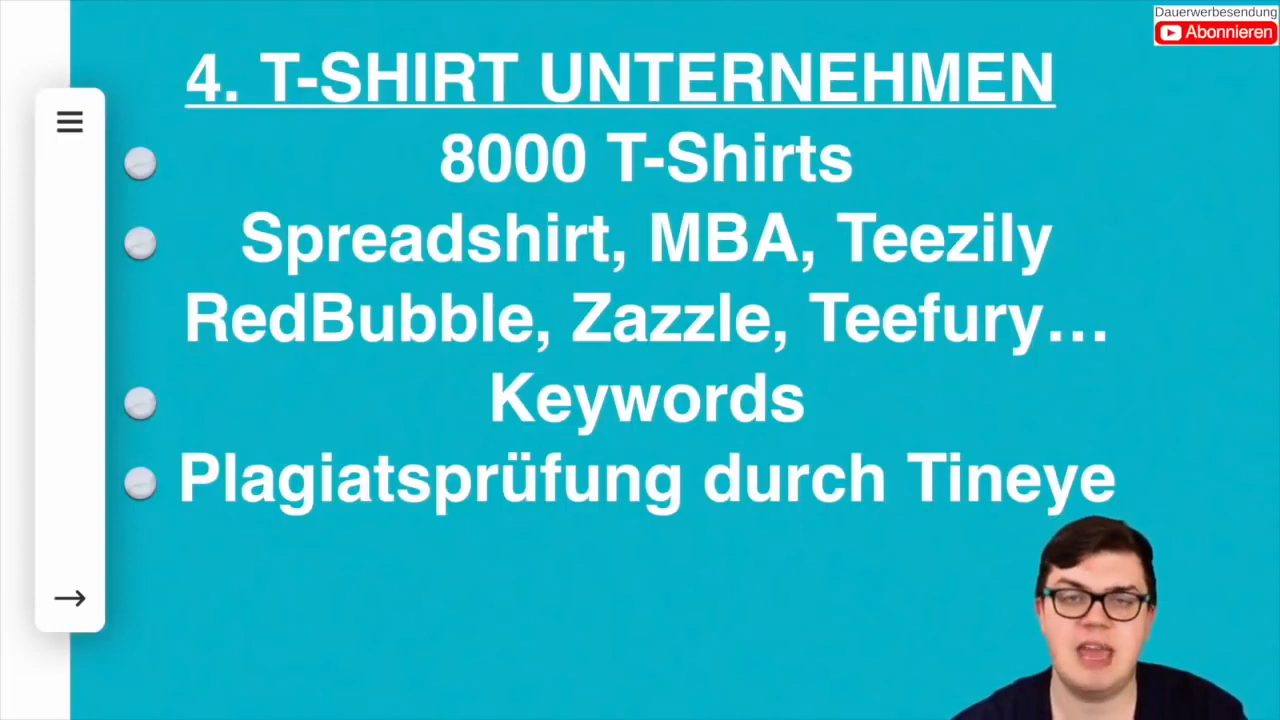 Dauerwerbesendung
Abonnieren
4. T-SHIRT UNTERNEHMEN
8000 T-Shirts
Spreadshirt, MBA, Teezily
RedBubble, Zazzle, Teefury…
Keywords
Plagiatsprüfung durch Tineye